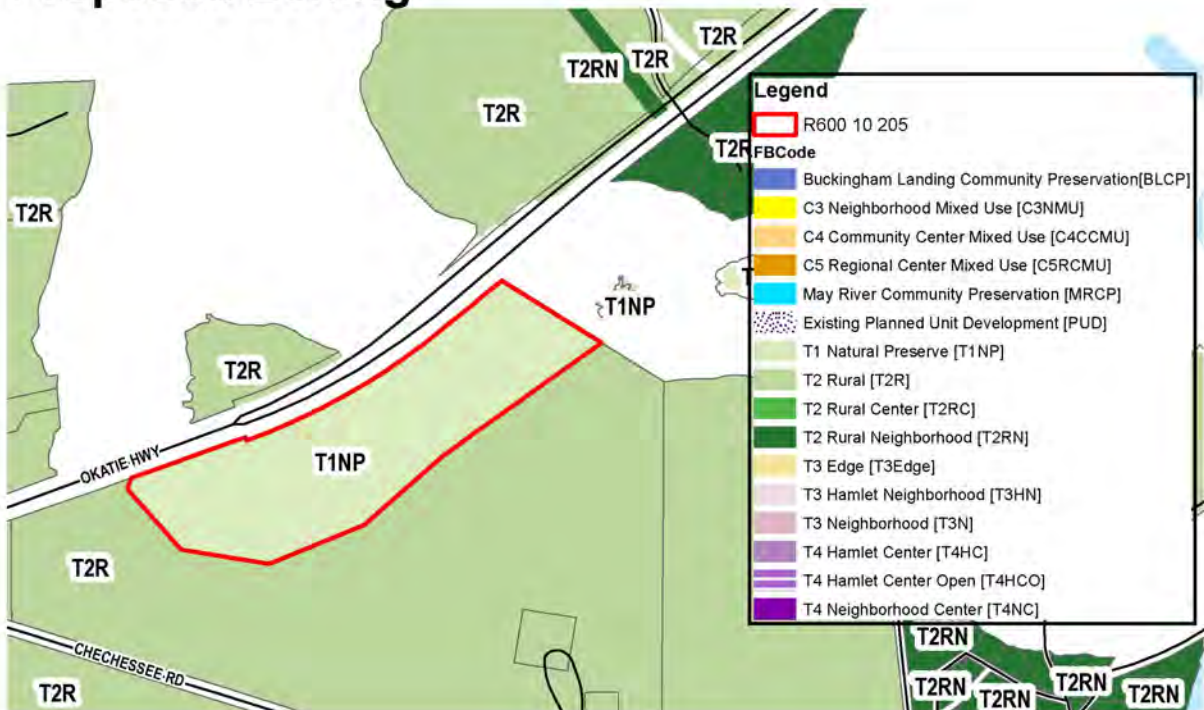 T2R
T2RN
T2R
T2R
T2R
T2R
T1NP
T2R
OKATIE HWY
T1NP
T2R
CHECHESSEE RD
T2R
Legend
R600 10 205
FBCode
Buckingham Landing Community Preservation[BLCP]
C3 Neighborhood Mixed Use [C3NMU]
C4 Community Center Mixed Use [C4CCMU]
C5 Regional Center Mixed Use [C5RCMU]
May River Community Preservation [MRCP]
Existing Planned Unit Development [PUD]
T1 Natural Preserve [T1NP]
T2 Rural [T2R]
T2 Rural Center [T2RC]
T2 Rural Neighborhood [T2RN]
T3 Edge [T3Edge]
T3 Hamlet Neighborhood [T3HN]
T3 Neighborhood [T3N]
T4 Hamlet Center [T4HC]
T4 Hamlet Center Open [T4HCO]
T4 Neighborhood Center [T4NC]
T2RN
T2RN
T2RN
T2RN
T2RN